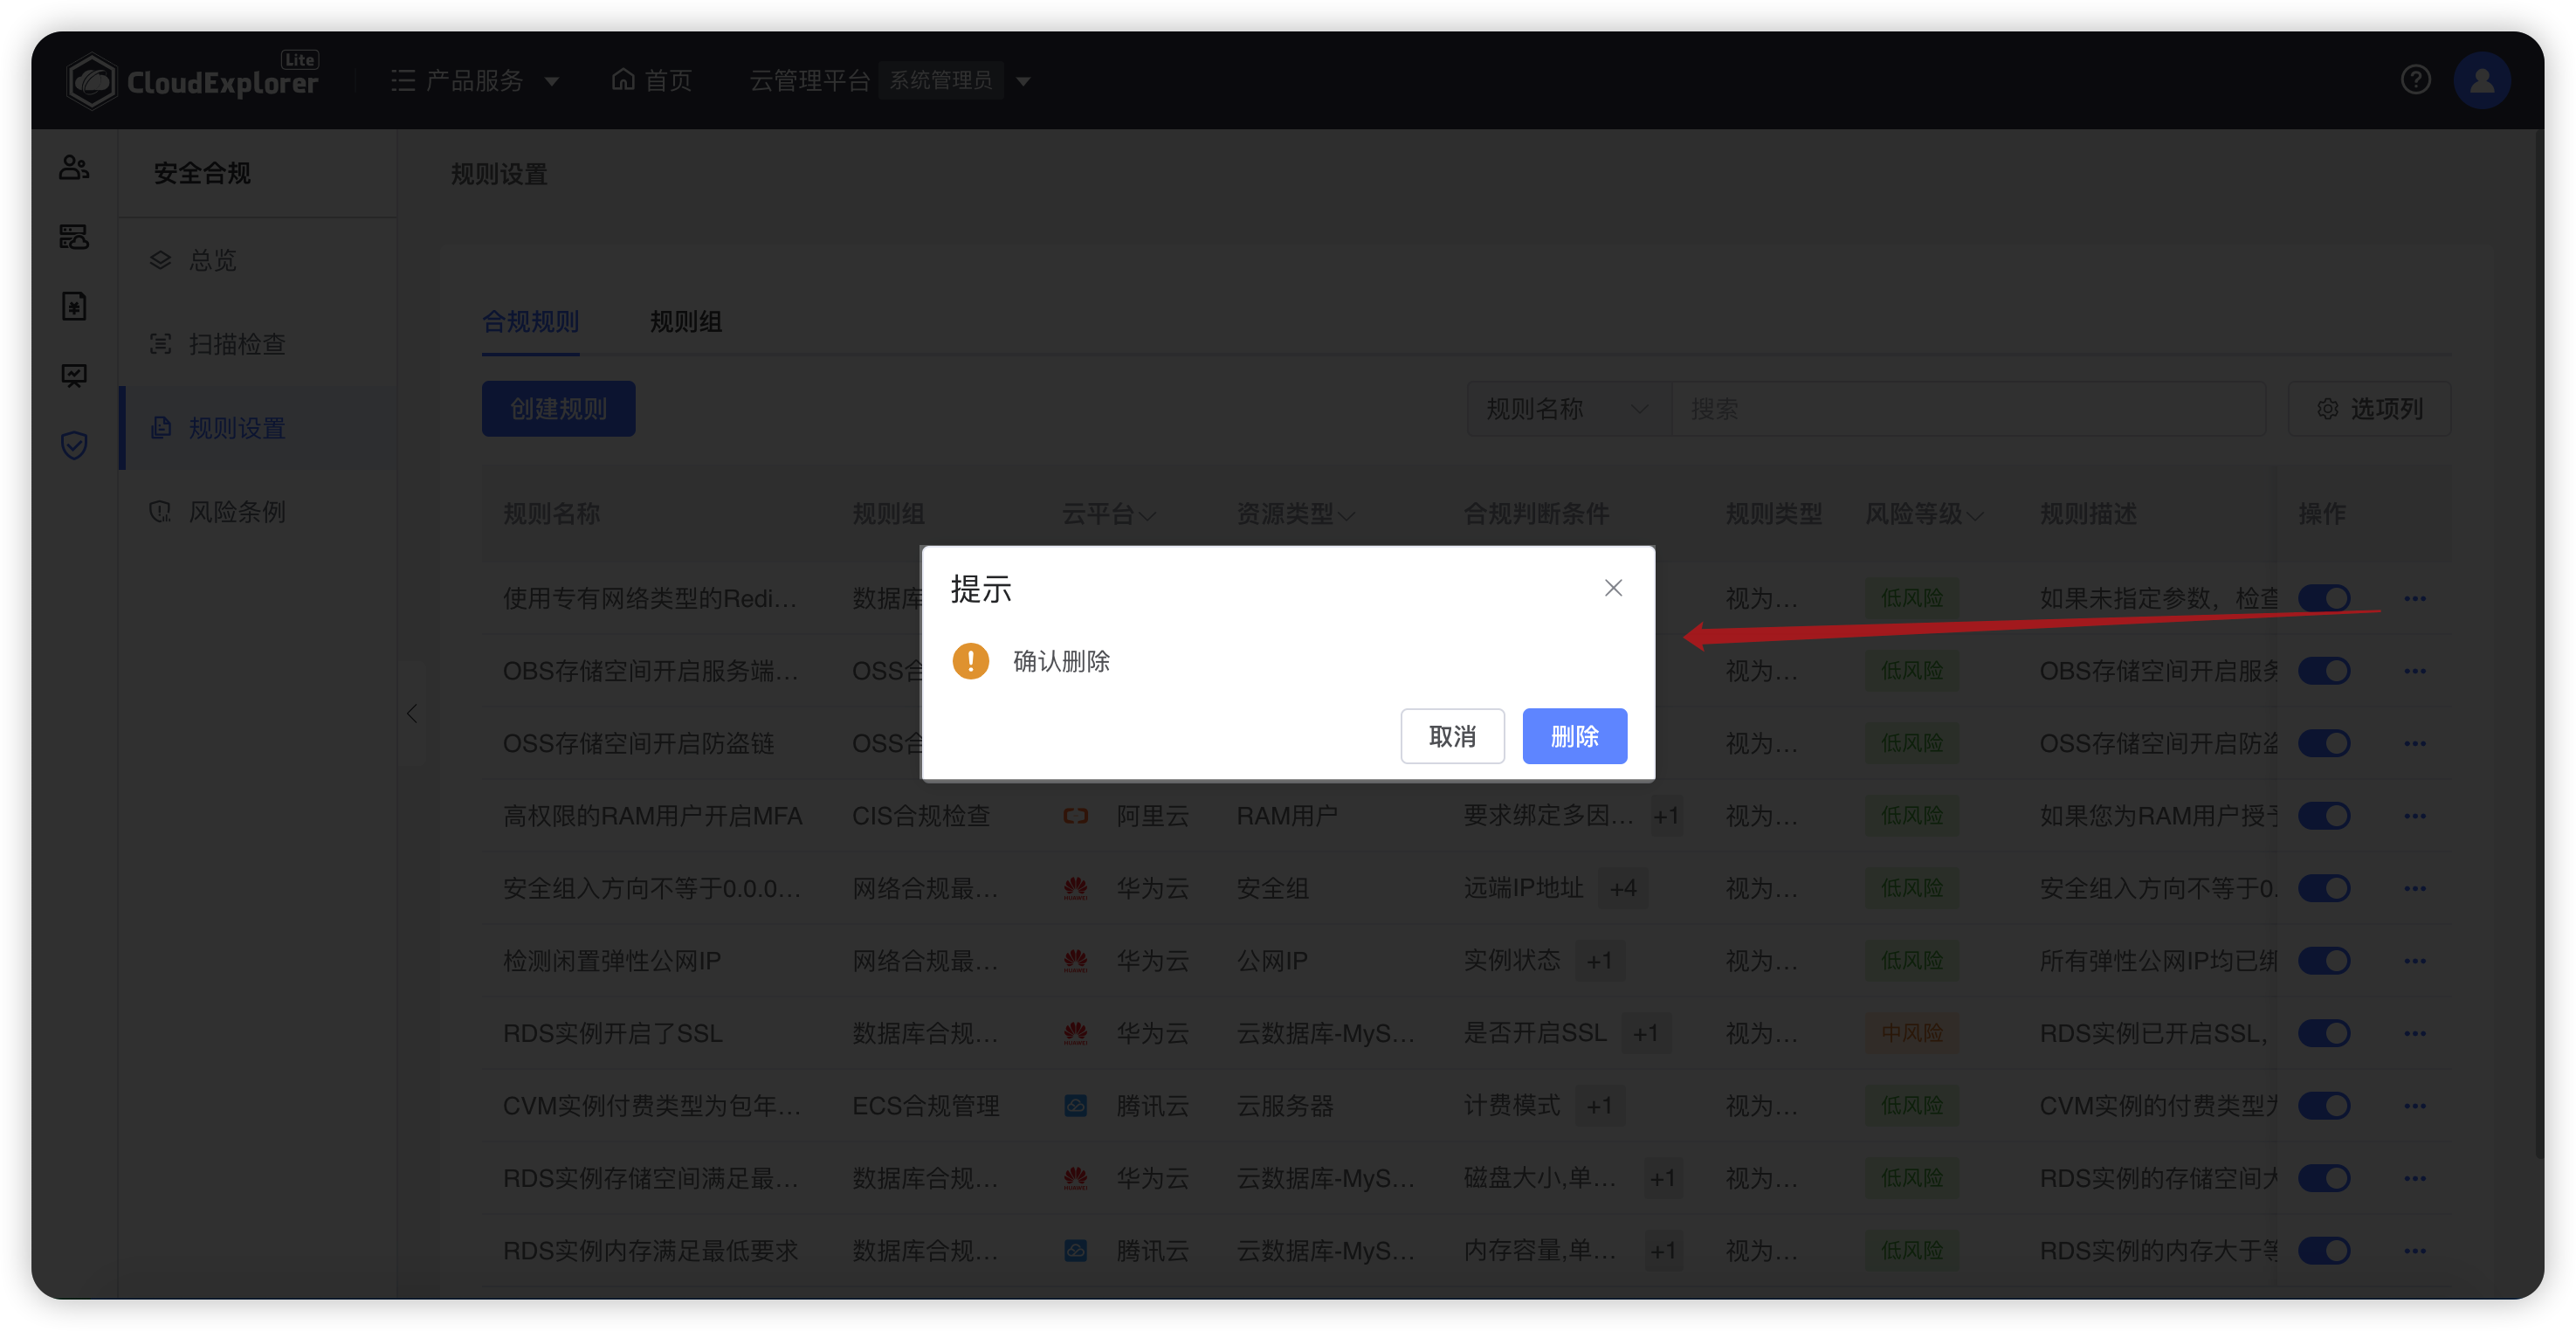 CloudExplorer Lite
产品服务
首页
云管理平台 系统管理员
安全合规
总览
扫描检查
规则设置
风险条例
规则设置
合规规则 规则组
创建规则
规则名称 搜索 选项列
规则名称 规则组 云平台 资源类型 合规判断条件 规则类型 风险等级 规则描述 操作
使用专有网络类型的Redi... 数据库 视为... 低风险 如果未指定参数，检查
OBS存储空间开启服务端... OSS合 视为... 低风险 OBS存储空间开启服务
OSS存储空间开启防盗链 OSS合 视为... 低风险 OSS存储空间开启防盗
提示
确认删除
取消 删除
高权限的RAM用户开启MFA CIS合规检查 阿里云 RAM用户 要求绑定多因... +1 视为... 低风险 如果您为RAM用户授予
安全组入方向不等于0.0.0... 网络合规最... 华为云 安全组 远端IP地址 +4 视为... 低风险 安全组入方向不等于0.
检测闲置弹性公网IP 网络合规最... 华为云 公网IP 实例状态 +1 视为... 低风险 所有弹性公网IP均已绑
RDS实例开启了SSL 数据库合规... 华为云 云数据库-MyS... 是否开启SSL +1 视为... 中风险 RDS实例已开启SSL，
CVM实例付费类型为包年... ECS合规管理 腾讯云 云服务器 计费模式 +1 视为... 低风险 CVM实例的付费类型为
RDS实例存储空间满足最... 数据库合规... 华为云 云数据库-MyS... 磁盘大小,单... +1 视为... 低风险 RDS实例的存储空间大
RDS实例内存满足最低要求 数据库合规... 腾讯云 云数据库-MyS... 内存容量,单... +1 视为... 低风险 RDS实例的内存大于等